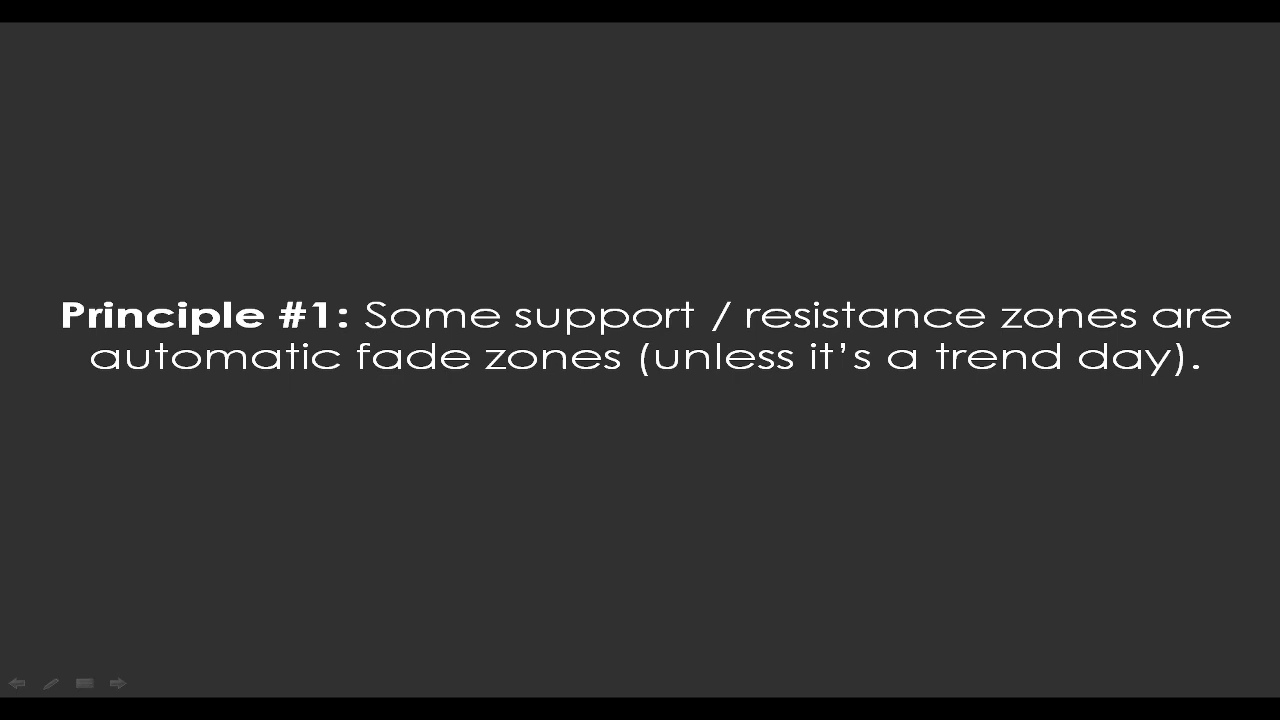 Principle #1: Some support / resistance zones are
automatic fade zones (unless it’s a trend day).